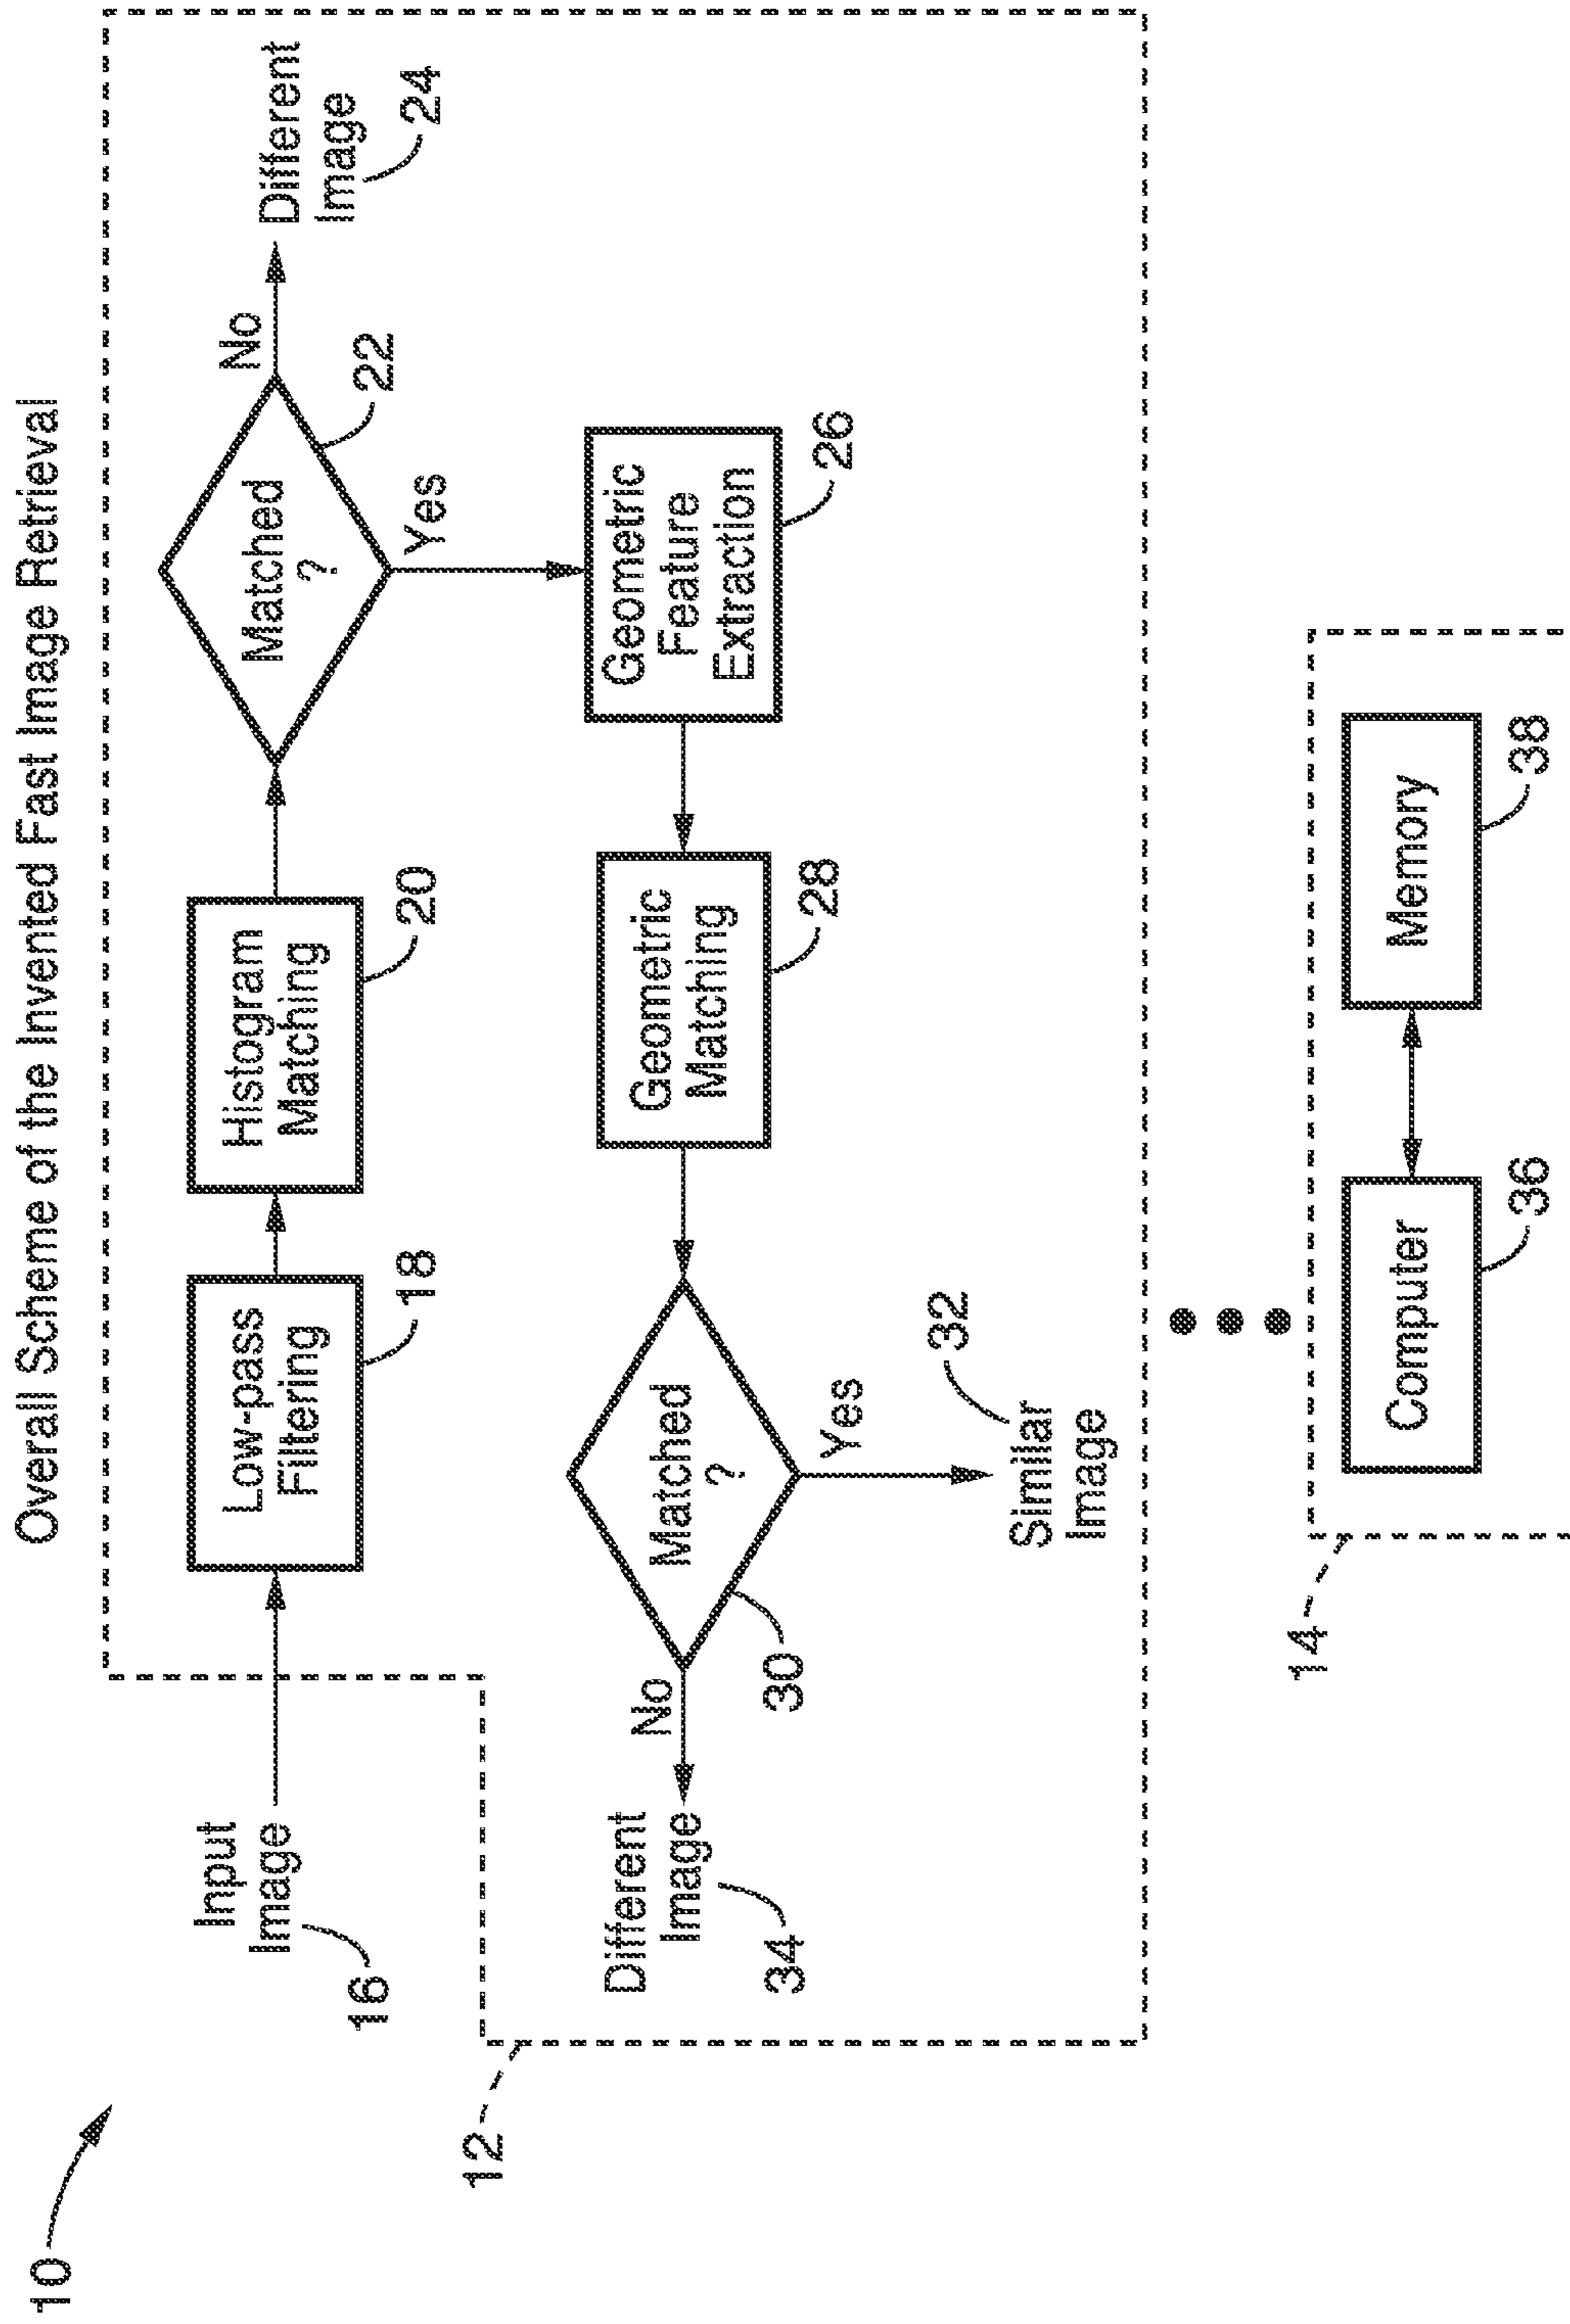 Overall Scheme of the Invented Fast Image Retrieval
10
12
Input
Image
16
Low-pass
Filtering
18
Histogram
Matching
20
Matched
?
22
No
Different
Image
24
Yes
Geometric
Feature
Extraction
26
Geometric
Matching
28
Matched
?
30
Yes
Similar
Image
32
No
Different
Image
34
14
Computer
36
Memory
38